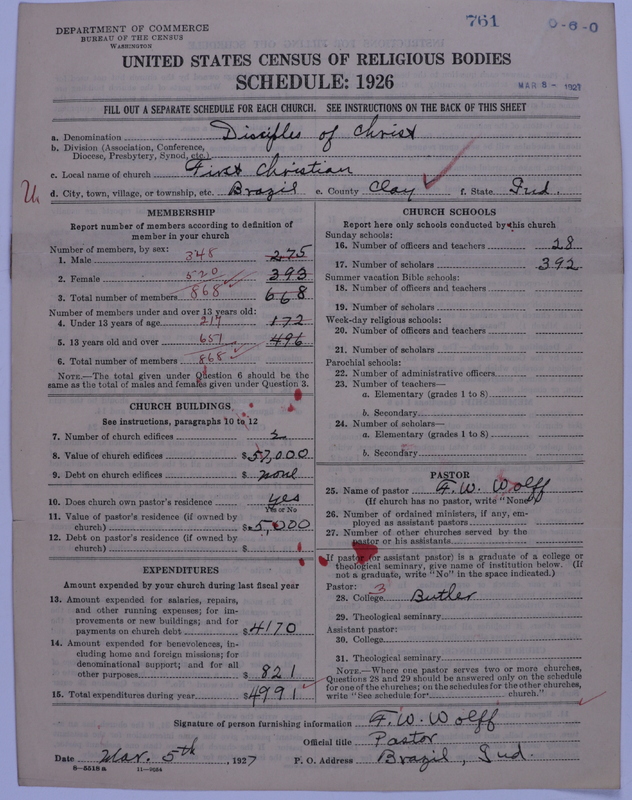 DEPARTMENT OF COMMERCE
BUREAU OF THE CENSUS
WASHINGTON
761
0-6-0
MAR 8 - 1927
UNITED STATES CENSUS OF RELIGIOUS BODIES
SCHEDULE: 1926
FILL OUT A SEPARATE SCHEDULE FOR EACH CHURCH. SEE INSTRUCTIONS ON THE BACK OF THIS SHEET
a. Denomination Disciples of Christ
b. Division (Association, Conference,
Diocese, Presbytery, Synod, etc.)
c. Local name of church First Christian
d. City, town, village, or township, etc. Brazil e. County Clay f. State Ind.
MEMBERSHIP
Report number of members according to definition of
member in your church
Number of members, by sex:
1. Male 348 275
2. Female 520 393
3. Total number of members 868 668
Number of members under and over 13 years old:
4. Under 13 years of age 172
5. 13 years old and over 657 496
6. Total number of members 868
NOTE.—The total given under Question 6 should be
same as the total of males and females given under Question 3.
CHURCH BUILDINGS
See instructions, paragraphs 10 to 12
7. Number of church edifices 2
8. Value of church edifices $ 57,000
9. Debt on church edifices $ none
10. Does church own pastor's residence yes
Yes or No
11. Value of pastor's residence (if owned by
church) $ 5,000
12. Debt on pastor's residence (if owned by
church) $
EXPENDITURES
Amount expended by your church during last fiscal year
13. Amount expended for salaries, repairs,
and other running expenses; for im-
provements or new buildings; and for
payments on church debt $ 4170
14. Amount expended for benevolences, in-
cluding home and foreign missions; for
denominational support; and for all
other purposes $ 821
15. Total expenditures during year $ 4991
CHURCH SCHOOLS
Report here only schools conducted by this church
Sunday schools:
16. Number of officers and teachers 28
17. Number of scholars 392
Summer vacation Bible schools:
18. Number of officers and teachers
19. Number of scholars
Week-day religious schools:
20. Number of officers and teachers
21. Number of scholars
Parochial schools:
22. Number of administrative officers
23. Number of teachers—
a. Elementary (grades 1 to 8)
b. Secondary
24. Number of scholars—
a. Elementary (grades 1 to 8)
b. Secondary
PASTOR
25. Name of pastor F. W. Wolff
(If church has no pastor, write "None")
26. Number of ordained ministers, if any, em-
ployed as assistant pastors
27. Number of other churches served by the
pastor or his assistants
If pastor (or assistant pastor) is a graduate of a college or
theological seminary, give name of institution below. (If
not a graduate, write "No" in the space indicated.)
Pastor: 3
28. College Butler
29. Theological seminary
Assistant pastor:
30. College
31. Theological seminary
NOTE.—Where one pastor serves two or more churches,
Questions 28 and 29 should be answered only on the schedule
for one of the churches; on the schedules for the other churches,
write "See schedule for church."
Signature of person furnishing information F. W. Wolff
Official title Pastor
Date Mar. 5th, 1927 P. O. Address Brazil, Ind.
8—5518 a 11—9064